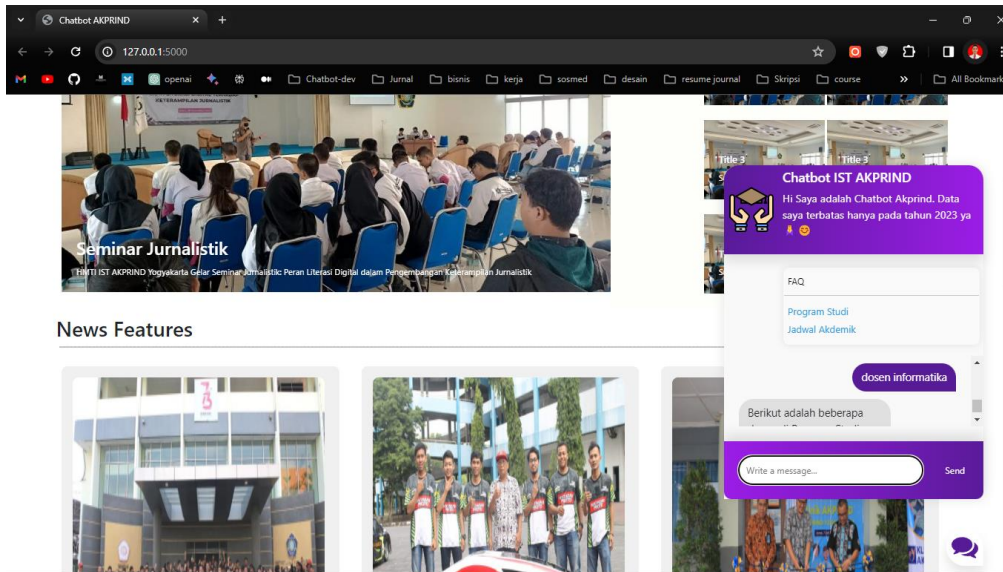 Chatbot AKPRIND
127.0.0.1:5000
openai
Chatbot-dev
Jurnal
bisnis
kerja
sosmed
desain
resume journal
Skripsi
course
All Bookmark
KETERAMPILAN JURNALISTIK
Seminar Jurnalistik
HMTI IST AKPRIND Yogyakarta Gelar Seminar Jurnalistik: Peran Literasi Digital dalam Pengembangan Keterampilan Jurnalistik
Title 3
Title 3
Chatbot IST AKPRIND
Hi Saya adalah Chatbot Akprind. Data
saya terbatas hanya pada tahun 2023 ya
FAQ
Program Studi
Jadwal Akdemik
dosen informatika
Berikut adalah beberapa
Write a message...
Send
News Features